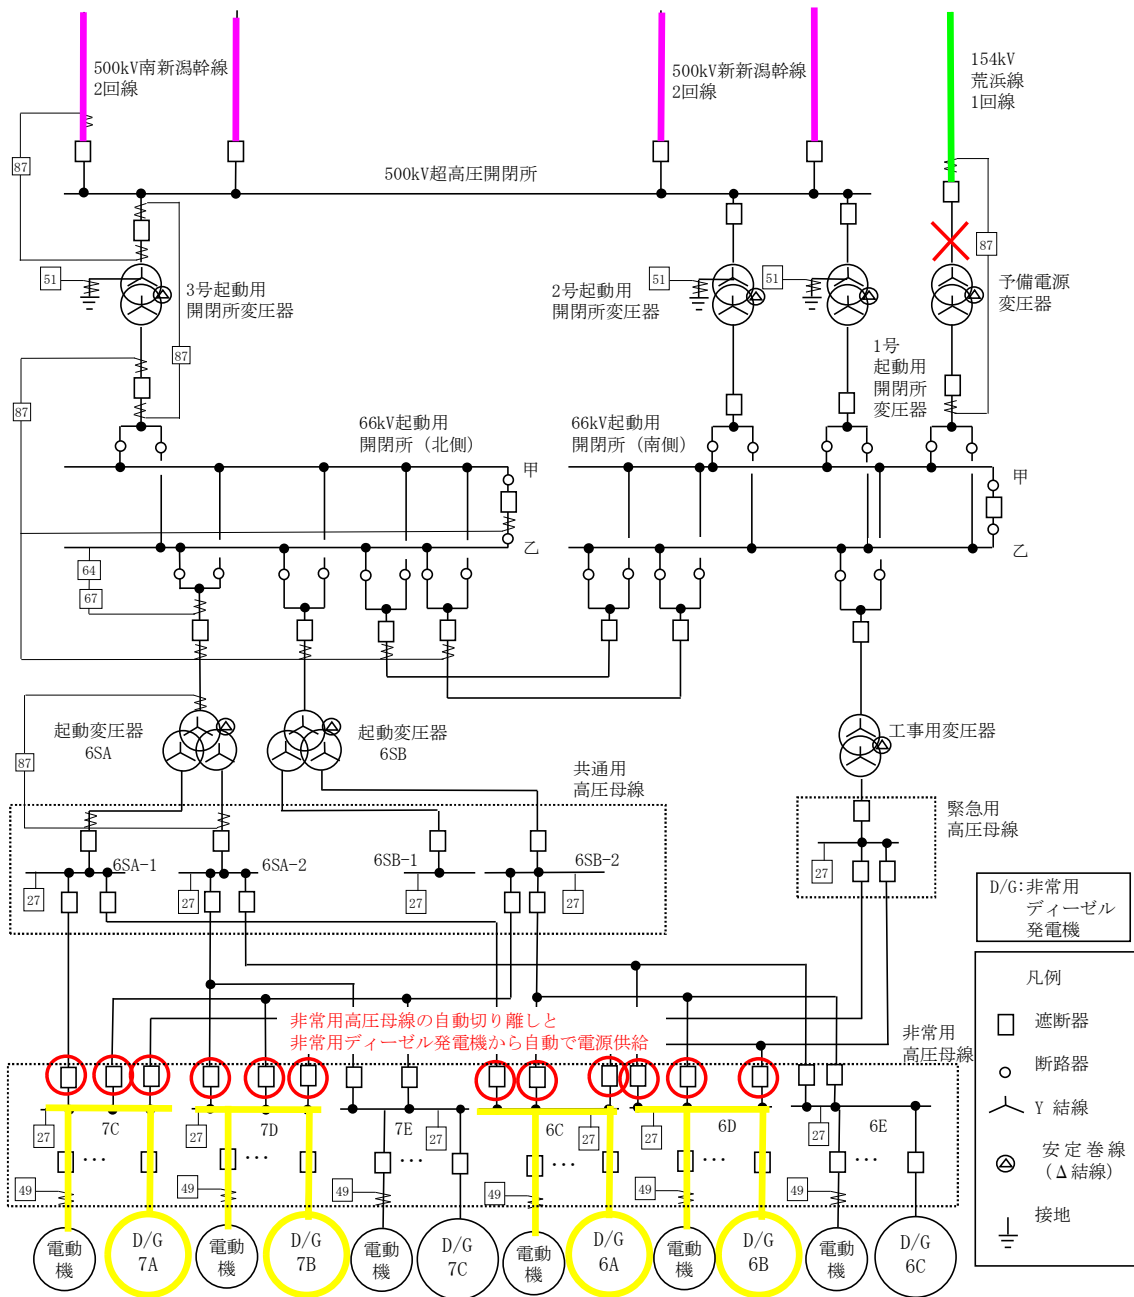 500kV南新潟幹線
2回線
500kV新新潟幹線
2回線
154kV
荒浜線
1回線
87
500kV超高圧開閉所
87
51
51
51
3号起動用
開閉所変圧器
2号起動用
開閉所変圧器
予備電源
変圧器
87
1号
起動用
開閉所
変圧器
87
66kV起動用
開閉所（北側）
66kV起動用
開閉所（南側）
甲
甲
乙
乙
64
67
起動変圧器
6SA
起動変圧器
6SB
工事用変圧器
87
共通用
高圧母線
緊急用
高圧母線
6SA-1
6SA-2
6SB-1
6SB-2
27
27
27
27
27
D/G:非常用
ディーゼル
発電機
凡例
遮断器
断路器
Y 結線
安定巻線
(Δ結線)
接地
非常用高圧母線の自動切り離しと
非常用ディーゼル発電機から自動で電源供給
非常用
高圧母線
7C
7D
7E
6C
6D
6E
27
27
27
27
27
27
･･･
･･･
･･･
･･･
･･･
･･･
49
49
49
49
49
49
電動
機
D/G
7A
電動
機
D/G
7B
電動
機
D/G
7C
電動
機
D/G
6A
電動
機
D/G
6B
電動
機
D/G
6C